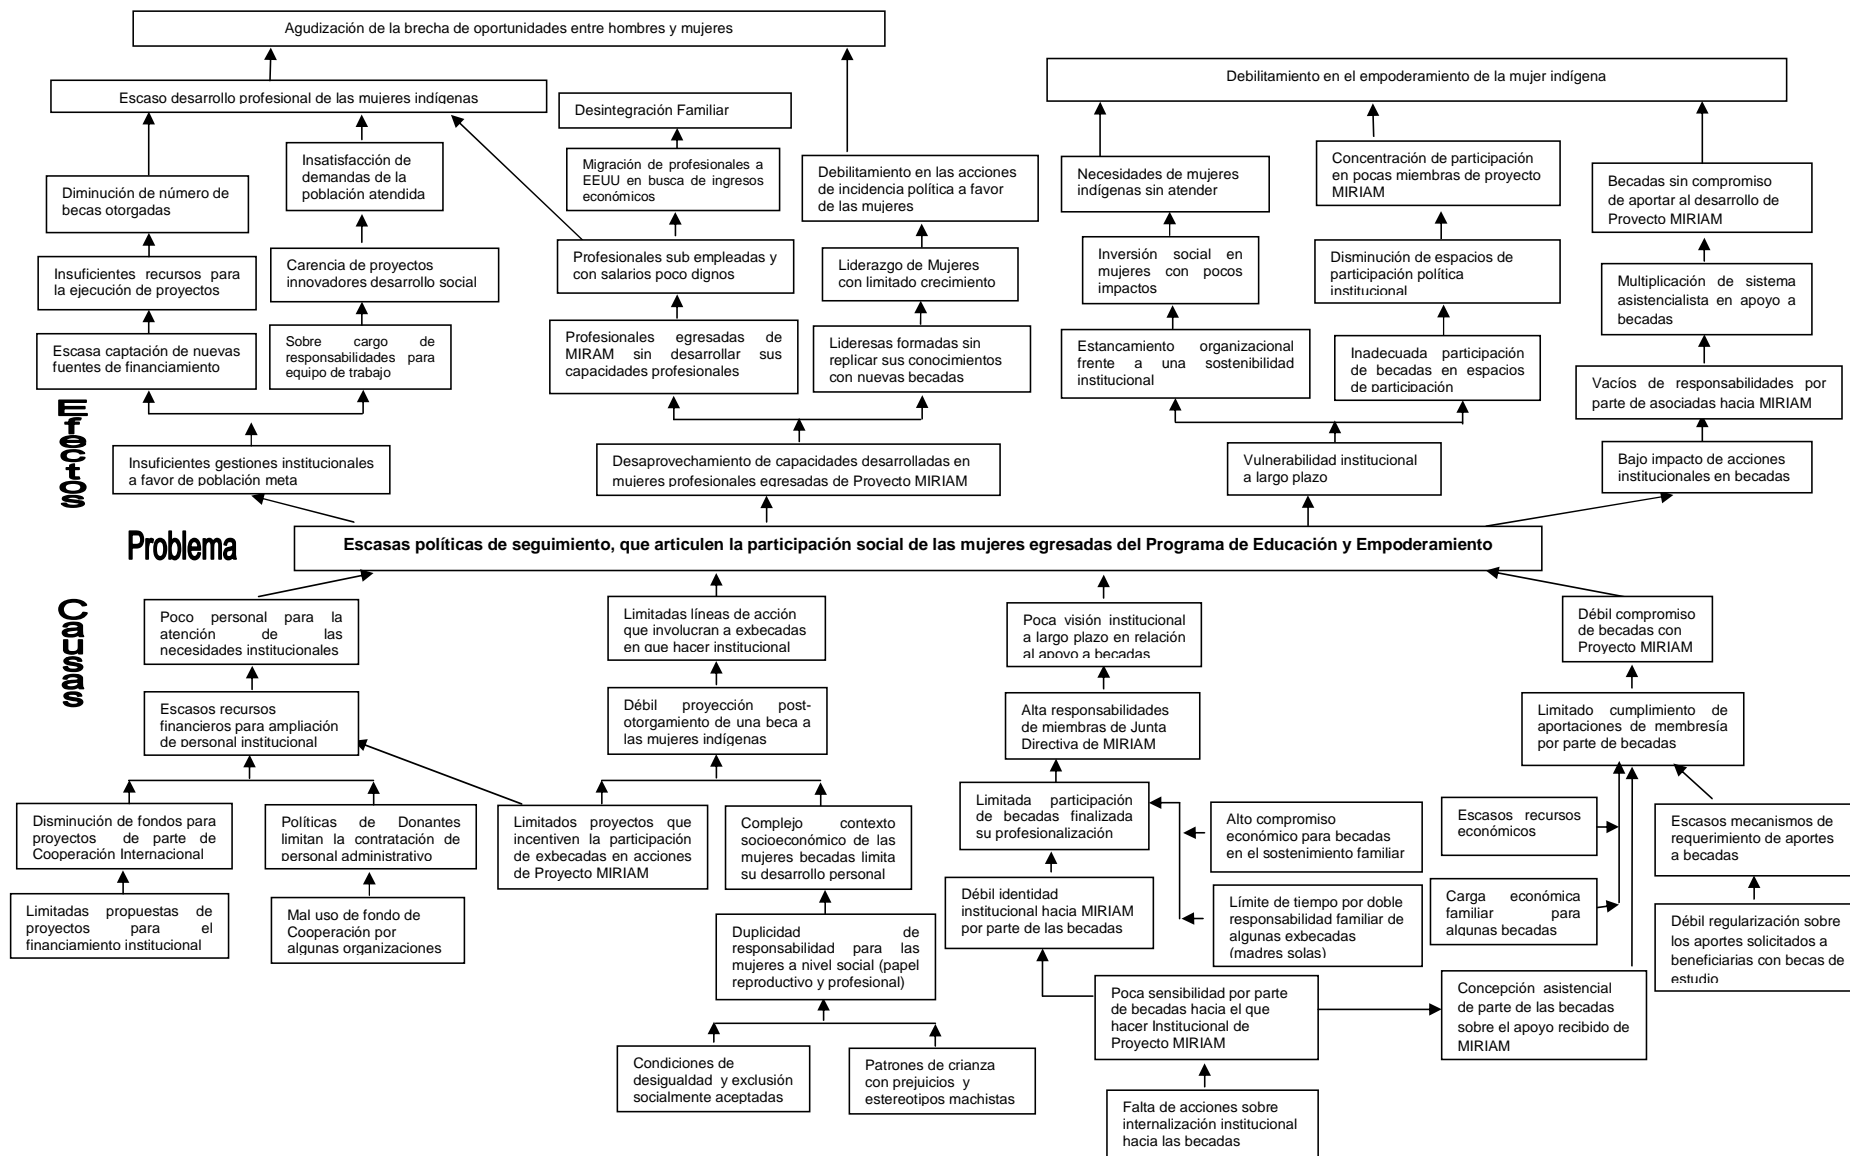 Agudización de la brecha de oportunidades entre hombres y mujeres
Debilitamiento en el empoderamiento de la mujer indígena
Escaso desarrollo profesional de las mujeres indígenas
Desintegración Familiar
Diminución de número de
becas otorgadas
Insatisfacción de
demandas de la
población atendida
Migración de profesionales a
EEUU en busca de ingresos
económicos
Debilitamiento en las acciones
de incidencia política a favor
de las mujeres
Necesidades de mujeres
indígenas sin atender
Concentración de participación
en pocas miembras de proyecto
MIRIAM
Becadas sin compromiso
de aportar al desarrollo de
Proyecto MIRIAM
Insuficientes recursos para
la ejecución de proyectos
Carencia de proyectos
innovadores desarrollo social
Profesionales sub empleadas y
con salarios poco dignos
Liderazgo de Mujeres
con limitado crecimiento
Inversión social en
mujeres con pocos
impactos
Disminución de espacios de
participación política
institucional
Multiplicación de sistema
asistencialista en apoyo a
becadas
Escasa captación de nuevas
fuentes de financiamiento
Sobre cargo de
responsabilidades para
equipo de trabajo
Profesionales egresadas de
MIRAM sin desarrollar sus
capacidades profesionales
Lideresas formadas sin
replicar sus conocimientos
con nuevas becadas
Estancamiento organizacional
frente a una sostenibilidad
institucional
Inadecuada participación
de becadas en espacios
de participación
Vacíos de responsabilidades por
parte de asociadas hacia MIRIAM
Efectos
Insuficientes gestiones institucionales
a favor de población meta
Desaprovechamiento de capacidades desarrolladas en
mujeres profesionales egresadas de Proyecto MIRIAM
Vulnerabilidad institucional
a largo plazo
Bajo impacto de acciones
institucionales en becadas
Problema
Escasas políticas de seguimiento, que articulen la participación social de las mujeres egresadas del Programa de Educación y Empoderamiento
Causas
Poco personal para la
atención de las
necesidades institucionales
Limitadas líneas de acción
que involucran a exbecadas
en que hacer institucional
Poca visión institucional
a largo plazo en relación
al apoyo a becadas
Débil compromiso
de becadas con
Proyecto MIRIAM
Escasos recursos
financieros para ampliación
de personal institucional
Débil proyección post-
otorgamiento de una beca a
las mujeres indígenas
Alta responsabilidades
de miembras de Junta
Directiva de MIRIAM
Limitado cumplimiento de
aportaciones de membresía
por parte de becadas
Disminución de fondos para
proyectos de parte de
Cooperación Internacional
Políticas de Donantes
limitan la contratación de
personal administrativo
Limitados proyectos que
incentiven la participación
de exbecadas en acciones
de Proyecto MIRIAM
Complejo contexto
socioeconómico de las
mujeres becadas limita
su desarrollo personal
Limitada participación
de becadas finalizada
su profesionalización
Alto compromiso
económico para becadas
en el sostenimiento familiar
Escasos recursos
económicos
Escasos mecanismos de
requerimiento de aportes
a becadas
Limitadas propuestas de
proyectos para el
financiamiento institucional
Mal uso de fondo de
Cooperación por
algunas organizaciones
Duplicidad de
responsabilidad para las
mujeres a nivel social (papel
reproductivo y profesional)
Débil identidad
institucional hacia MIRIAM
por parte de las becadas
Límite de tiempo por doble
responsabilidad familiar de
algunas exbecadas
(madres solas)
Carga económica
familiar para
algunas becadas
Débil regularización sobre
los aportes solicitados a
beneficiarias con becas de
estudio
Poca sensibilidad por parte
de becadas hacia el que
hacer Institucional de
Proyecto MIRIAM
Concepción asistencial
de parte de las becadas
sobre el apoyo recibido de
MIRIAM
Condiciones de
desigualdad y exclusión
socialmente aceptadas
Patrones de crianza
con prejuicios y
estereotipos machistas
Falta de acciones sobre
internalización institucional
hacia las becadas